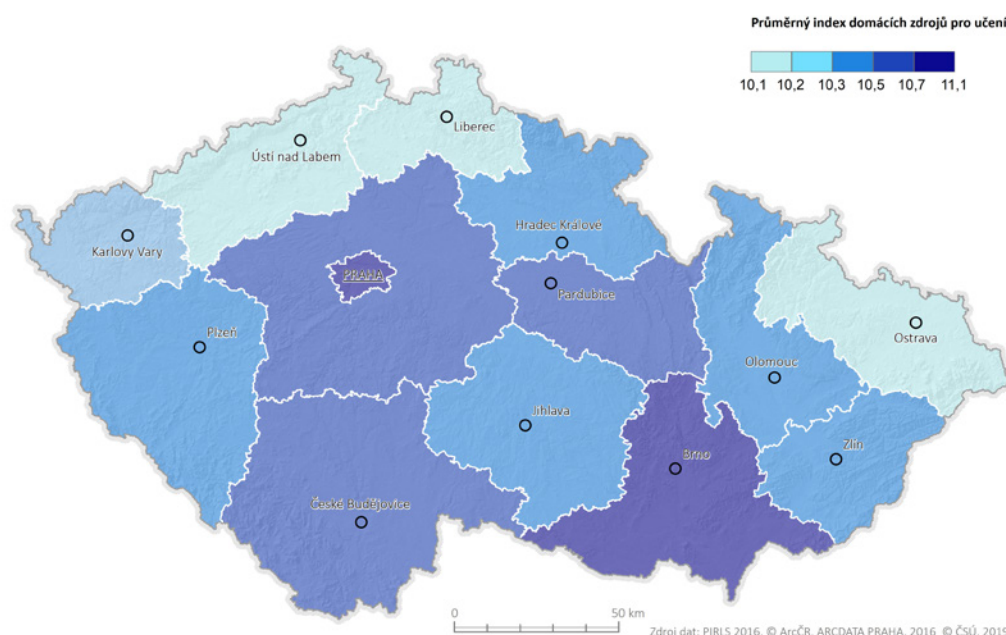 Průměrný index domácích zdrojů pro učení
10,1 10,2 10,3 10,5 10,7 11,1
Liberec
Ústí nad Labem
Karlovy Vary
Hradec Králové
PRAHA
Pardubice
Plzeň
Ostrava
Olomouc
Jihlava
Zlín
Brno
České Budějovice
0 50 km
Zdroj dat: PIRLS 2016, © ArcČR, ARCDATA PRAHA, 2016, © ČSÚ, 2019